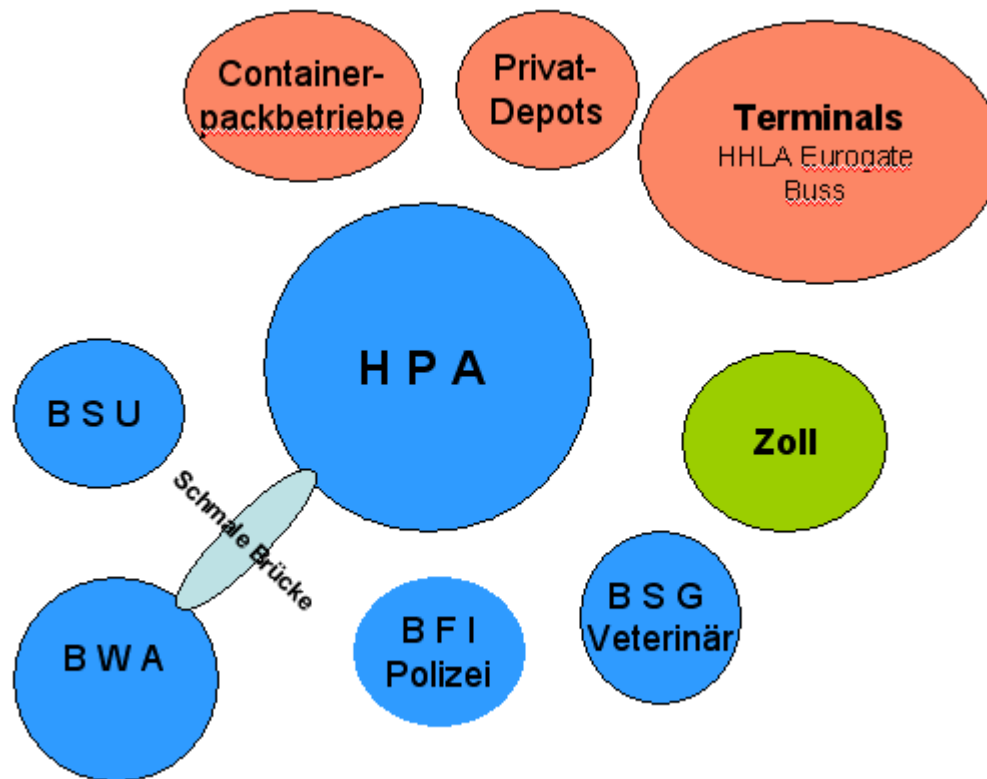 Container-
packbetriebe
Privat-
Depots
Terminals
HHLA Eurogate
Buss
H P A
B S U
Zoll
Schmale Brücke
B W A
B F I
Polizei
B S G
Veterinär